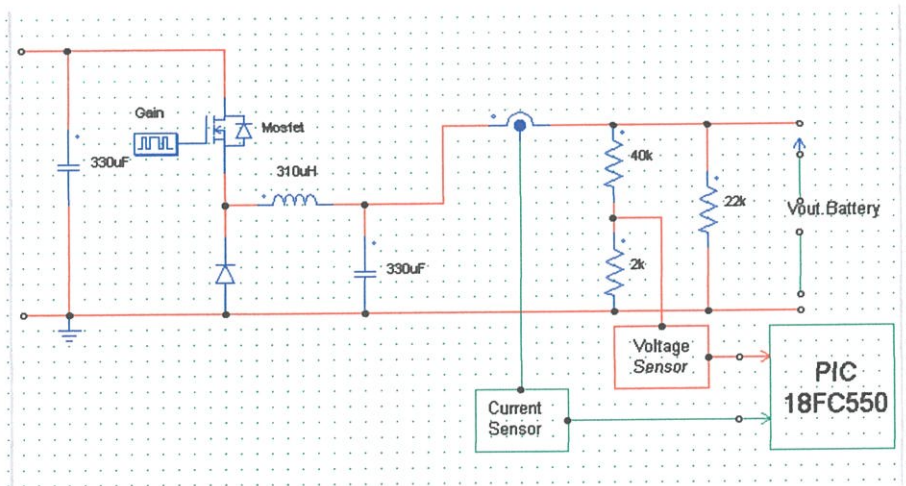 Gain
Mosfet
330uF
310uH
40k
22k
Vout.Battery
330uF
2k
Voltage
Sensor
PIC
18FC550
Current
Sensor